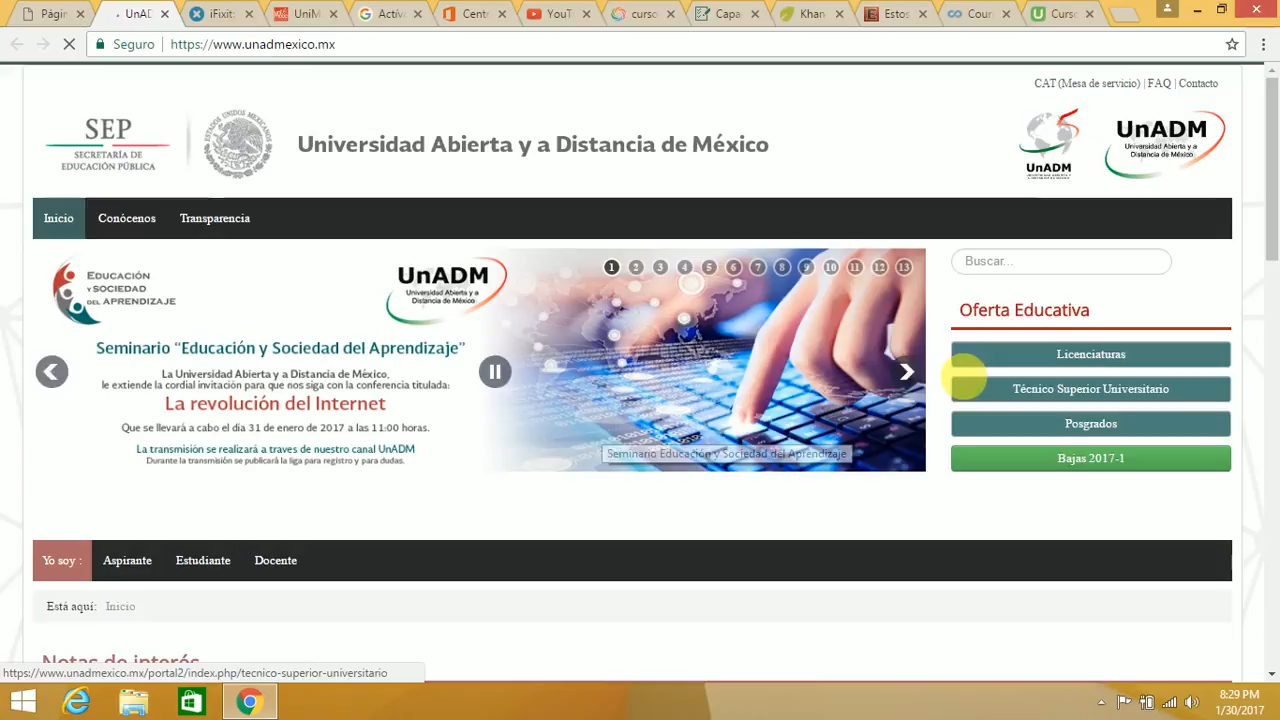 Págin
UnAD
iFixit:
UniM
Activa
Centr
YouT
curso
Capa
Khan
Estos
Cour
Curso
Seguro
https://www.unadmexico.mx
CAT (Mesa de servicio) | FAQ | Contacto
SEP
SECRETARÍA DE
EDUCACIÓN PÚBLICA
ESTADOS UNIDOS MEXICANOS
Universidad Abierta y a Distancia de México
UnADM
UnADM
Universidad Abierta y a
Distancia de México
Inicio
Conócenos
Transparencia
EDUCACIÓN
Y SOCIEDAD
DEL APRENDIZAJE
UnADM
Universidad Abierta y a
Distancia de México
1 2 3 4 5 6 7 8 9 10 11 12 13
Seminario “Educación y Sociedad del Aprendizaje”
La Universidad Abierta y a Distancia de México,
le extiende la cordial invitación para que nos siga con la conferencia titulada:
La revolución del Internet
Que se llevará a cabo el día 31 de enero de 2017 a las 11:00 horas.
La transmisión se realizará a traves de nuestro canal UnADM
Durante la transmisión se publicará la liga para registro y para dudas.
Seminario Educación y Sociedad del Aprendizaje
Buscar...
Oferta Educativa
Licenciaturas
Técnico Superior Universitario
Posgrados
Bajas 2017-1
Yo soy :
Aspirante
Estudiante
Docente
Está aquí: Inicio
Notas de interés
https://www.unadmexico.mx/portal2/index.php/tecnico-superior-universitario
8:29 PM
1/30/2017